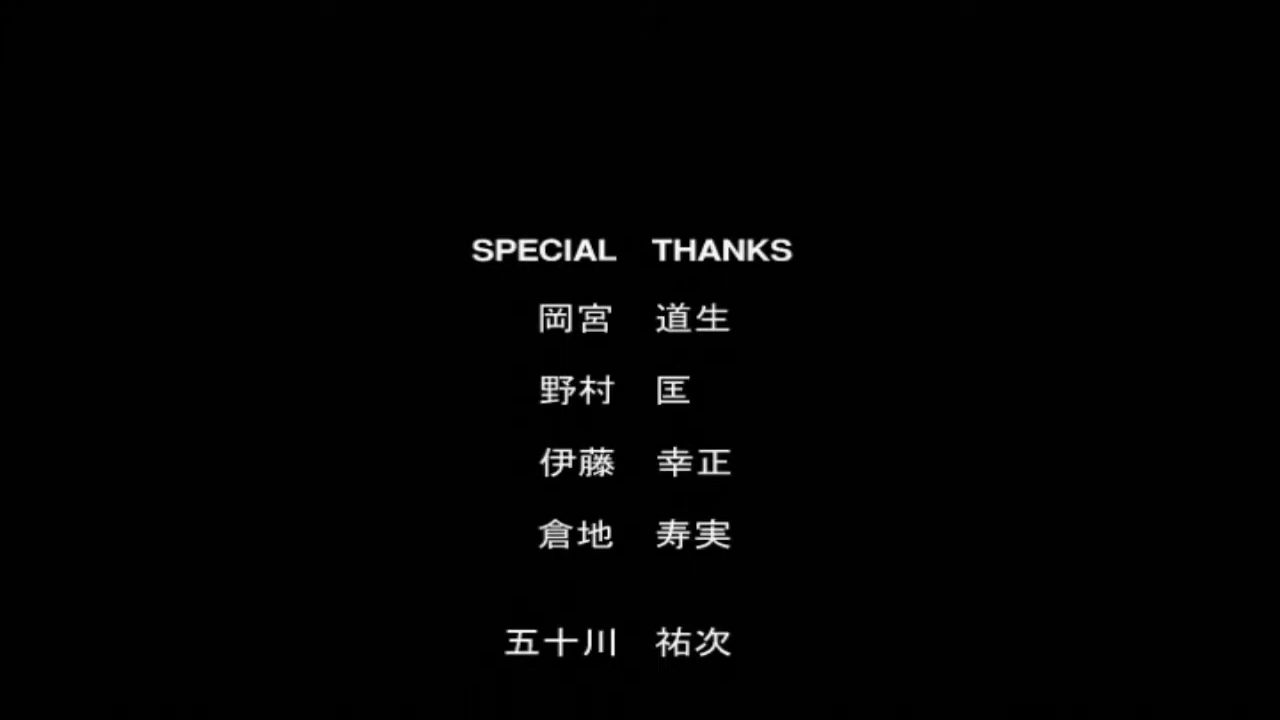 SPECIAL THANKS
岡宮 道生
野村 匡
伊藤 幸正
倉地 寿実
五十川 祐次